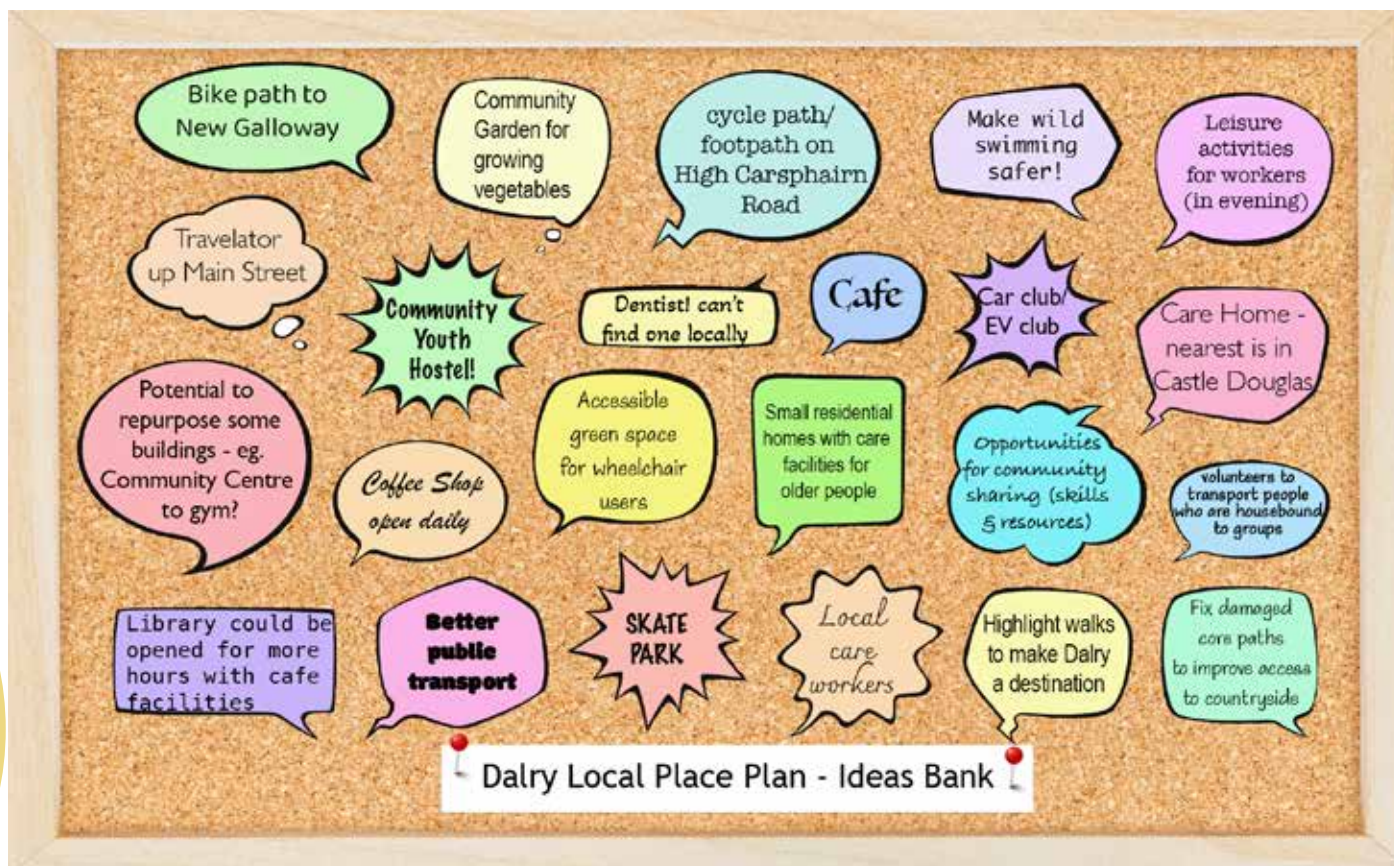 Bike path to
New Galloway
Community
Garden for
growing
vegetables
cycle path/
footpath on
High Carsphairn
Road
Make wild
swimming
safer!
Leisure
activities
for workers
(in evening)
Travelator
up Main Street
Community
Youth
Hostel!
Dentist! can't
find one locally
Cafe
Car club/
EV club
Care Home -
nearest is in
Castle Douglas
Potential to
repurpose some
buildings - eg.
Community Centre
to gym?
Coffee Shop
open daily
Accessible
green space
for wheelchair
users
Small residential
homes with care
facilities for
older people
Opportunities
for community
sharing (skills
& resources)
volunteers to
transport people
who are housebound
to groups
Library could be
opened for more
hours with cafe
facilities
Better
public
transport
SKATE
PARK
Local
care
workers
Highlight walks
to make Dalry
a destination
Fix damaged
core paths
to improve access
to countryside
Dalry Local Place Plan - Ideas Bank